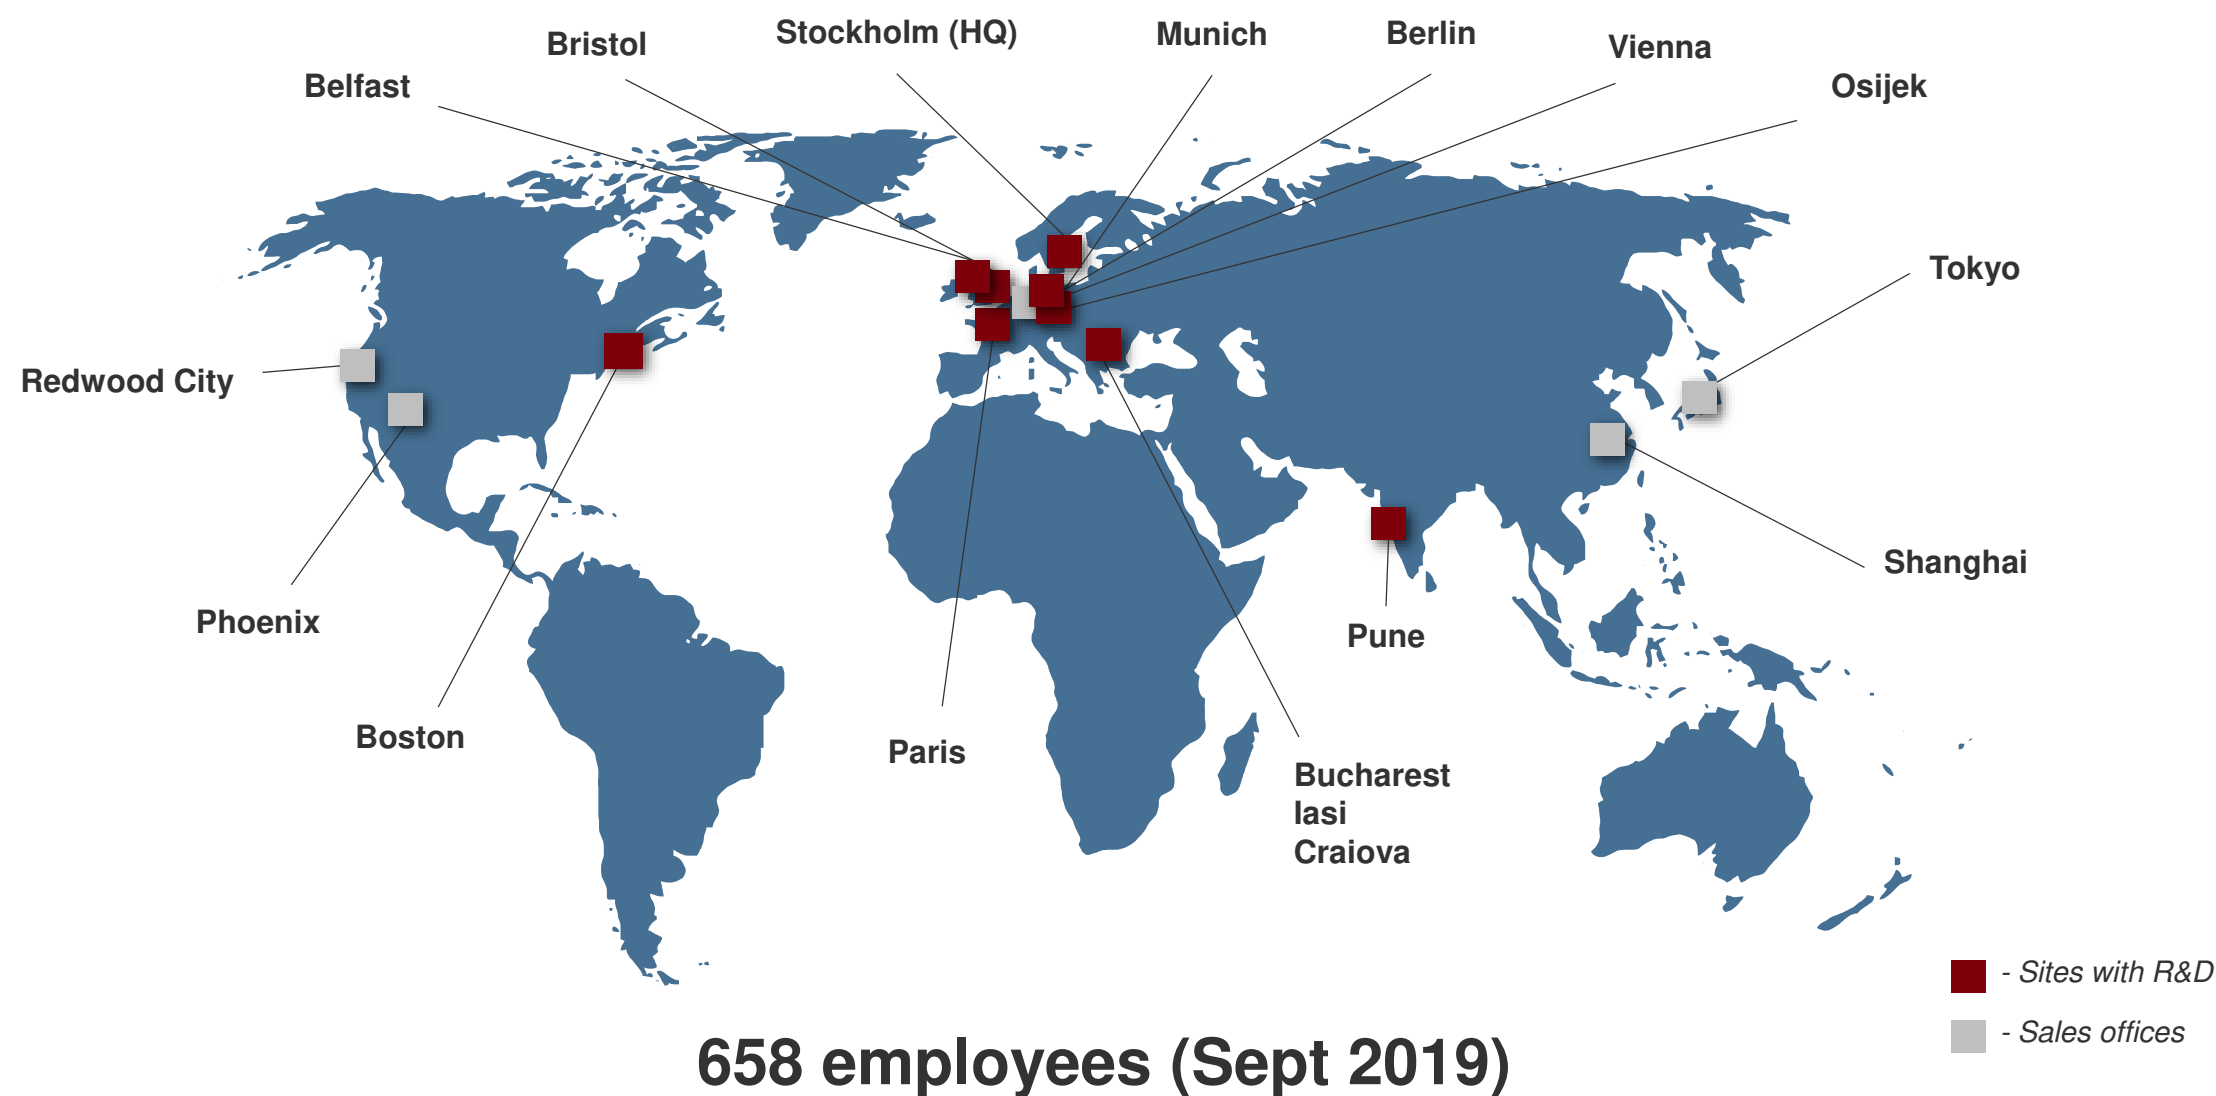 Stockholm (HQ)
Munich
Berlin
Bristol
Vienna
Belfast
Osijek
Tokyo
Redwood City
Shanghai
Phoenix
Pune
Boston
Paris
Bucharest
Iasi
Craiova
- Sites with R&D
- Sales offices
658 employees (Sept 2019)